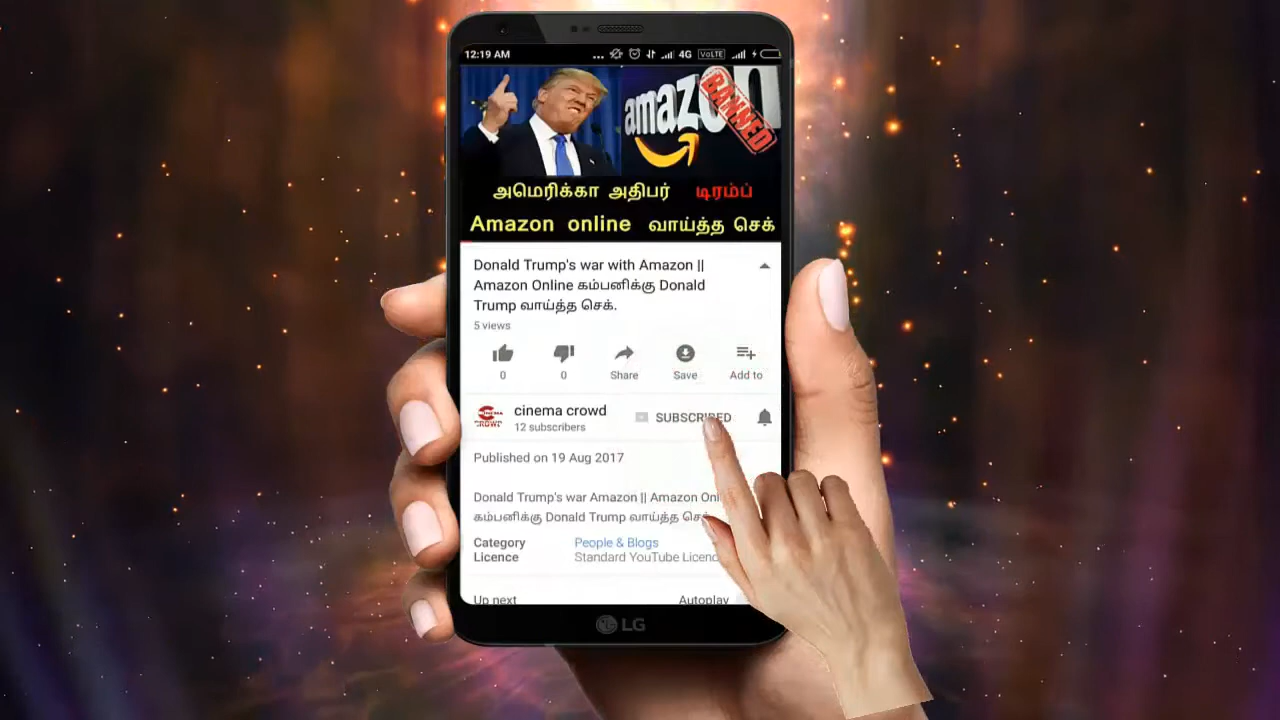 12:19 AM ... 4G VoLTE
amazon
BANNED
அமெரிக்கா அதிபர் டிரம்ப்
Amazon online வாய்த்த செக்
Donald Trump's war with Amazon ||
Amazon Online கம்பனிக்கு Donald
Trump வாய்த்த செக்.
5 views
0 0 Share Save Add to
cinema crowd SUBSCRIBED
12 subscribers
Published on 19 Aug 2017
Donald Trump's war Amazon || Amazon Onl
கம்பனிக்கு Donald Trump வாய்த்த செ
Category People & Blogs
Licence Standard YouTube Licenc
Up next Autoplay
LG